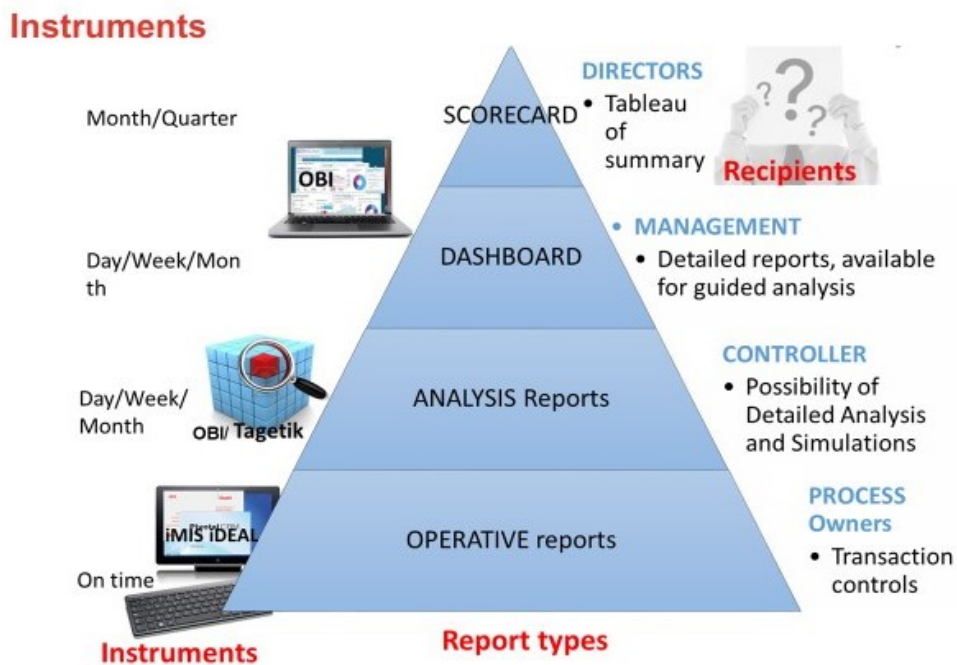 Instruments
Month/Quarter
OBI
SCORECARD
DIRECTORS
• Tableau
of
summary
? ? ?
Recipients
Day/Week/Mon
th
DASHBOARD
• MANAGEMENT
• Detailed reports, available
for guided analysis
Day/Week/
Month
OBI/ Tagetik
ANALYSIS Reports
CONTROLLER
• Possibility of
Detailed Analysis
and Simulations
iMIS iDEAL
On time
OPERATIVE reports
PROCESS
Owners
• Transaction
controls
Instruments
Report types